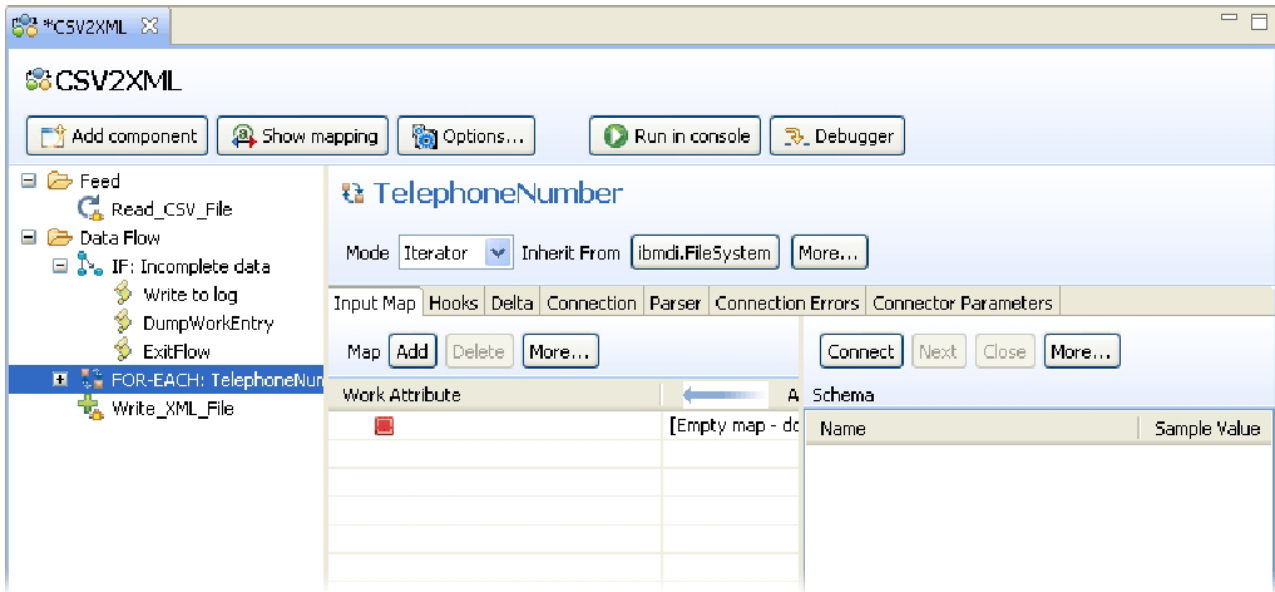 *CSV2XML
CSV2XML
Add component Show mapping Options... Run in console Debugger
Feed
Read_CSV_File
Data Flow
IF: Incomplete data
Write to log
DumpWorkEntry
ExitFlow
FOR-EACH: TelephoneNum
Write_XML_File
TelephoneNumber
Mode Iterator Inherit From ibmdi.FileSystem More...
Input Map Hooks Delta Connection Parser Connection Errors Connector Parameters
Map Add Delete More...
Work Attribute A
[Empty map - do
Connect Next Close More...
Schema
Name Sample Value